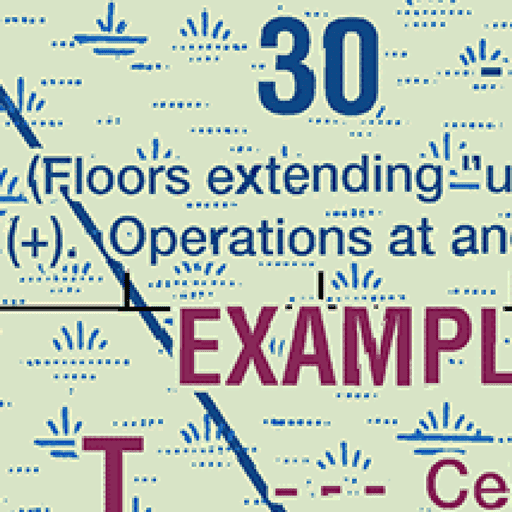 30
(Floors extending "u
(+). Operations at an
EXAMPL
T - - - Ce